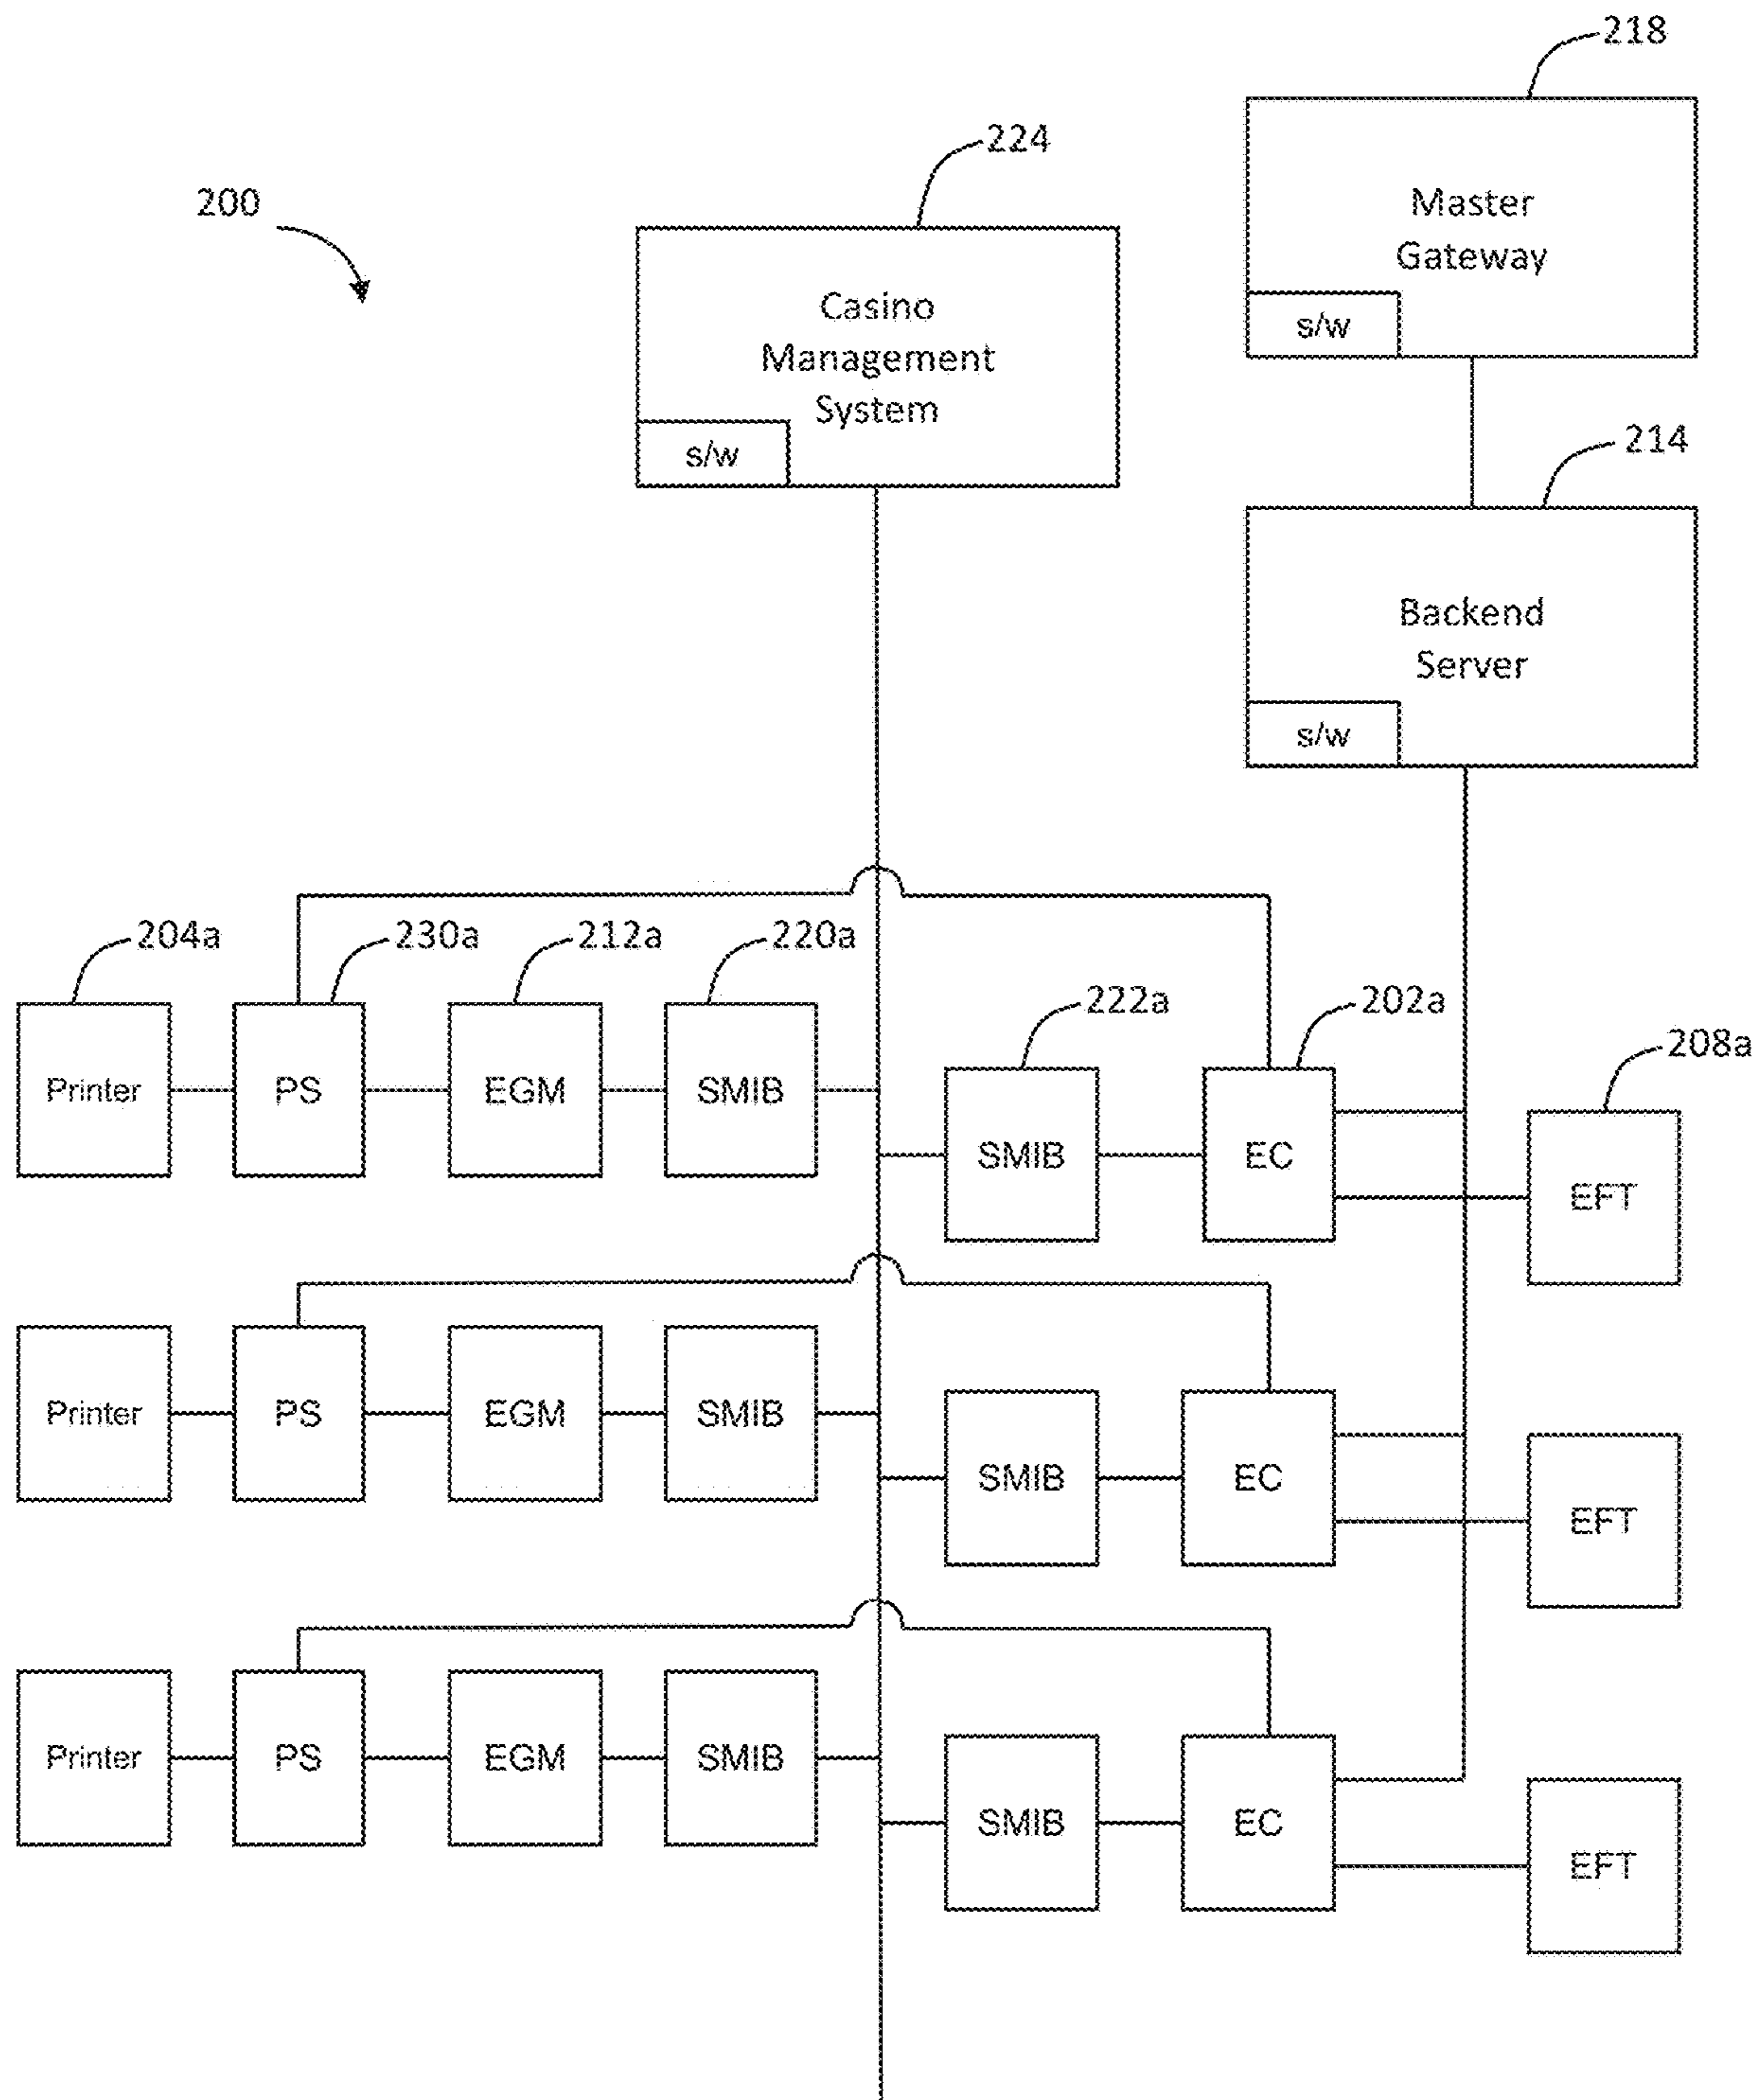 218
224
200
Master
Gateway
s/w
Casino
Management
System
s/w
214
Backend
Server
s/w
204a
230a
212a
220a
222a
202a
208a
Printer
PS
EGM
SMIB
SMIB
EC
EFT
Printer
PS
EGM
SMIB
SMIB
EC
EFT
Printer
PS
EGM
SMIB
SMIB
EC
EFT